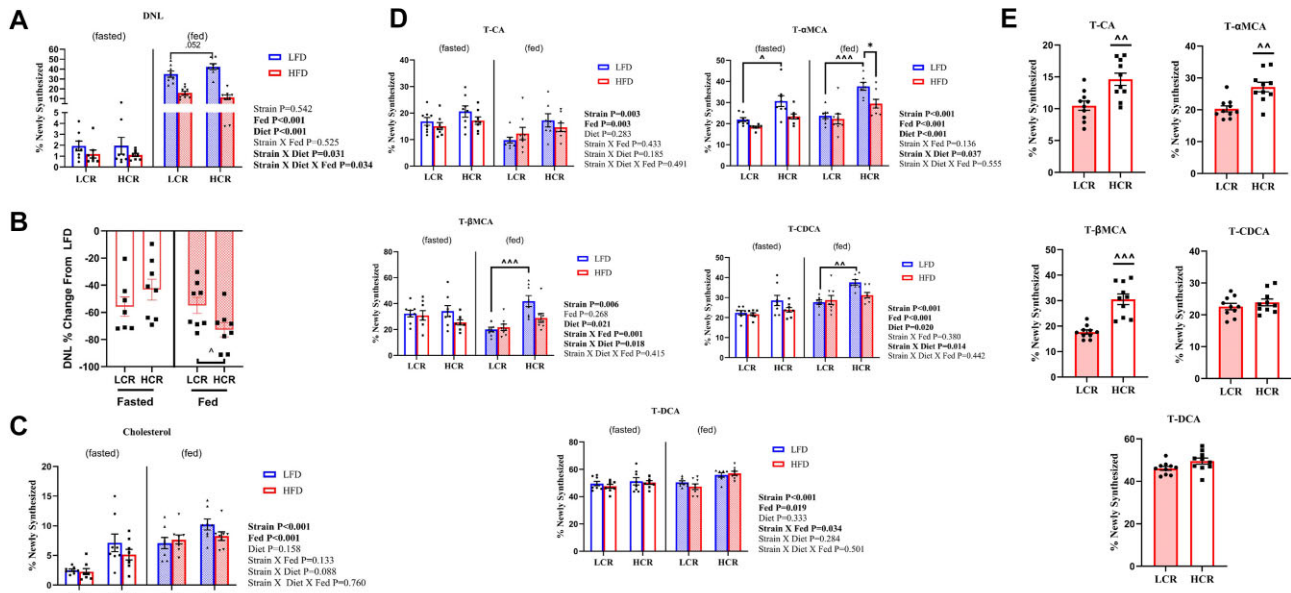 A
DNL
(fasted)
(fed)
.052
LFD
HFD
% Newly Synthesized
60
50
40
30
20
10
5
4
3
2
1
0
LCR
HCR
LCR
HCR
Strain P=0.542
Fed P<0.001
Diet P<0.001
Strain X Fed P=0.525
Strain X Diet P=0.031
Strain X Diet X Fed P=0.034
B
DNL % Change From LFD
0
-20
-40
-60
-80
-100
^
LCR
HCR
LCR
HCR
Fasted
Fed
C
Cholesterol
(fasted)
(fed)
LFD
HFD
% Newly Synthesized
20
15
10
5
0
LCR
HCR
LCR
HCR
Strain P<0.001
Fed P<0.001
Diet P=0.158
Strain X Fed P=0.133
Strain X Diet P=0.088
Strain X Diet X Fed P=0.760
D
T-CA
(fasted)
(fed)
LFD
HFD
% Newly Synthesized
50
40
30
20
10
0
LCR
HCR
LCR
HCR
Strain P=0.003
Fed P=0.003
Diet P=0.283
Strain X Fed P=0.433
Strain X Diet P=0.185
Strain X Diet X Fed P=0.491
T-αMCA
(fasted)
(fed)
^
^^^
*
LFD
HFD
% Newly Synthesized
60
40
20
0
LCR
HCR
LCR
HCR
Strain P<0.001
Fed P<0.001
Diet P<0.001
Strain X Fed P=0.136
Strain X Diet P=0.037
Strain X Diet X Fed P=0.555
T-βMCA
(fasted)
(fed)
^^^
LFD
HFD
% Newly Synthesized
80
60
40
20
0
LCR
HCR
LCR
HCR
Strain P=0.006
Fed P=0.268
Diet P=0.021
Strain X Fed P=0.001
Strain X Diet P=0.018
Strain X Diet X Fed P=0.415
T-CDCA
(fasted)
(fed)
^^
LFD
HFD
% Newly Synthesized
60
40
20
0
LCR
HCR
LCR
HCR
Strain P<0.001
Fed P<0.001
Diet P=0.020
Strain X Fed P=0.380
Strain X Diet P=0.014
Strain X Diet X Fed P=0.442
T-DCA
(fasted)
(fed)
LFD
HFD
% Newly Synthesized
80
60
40
20
0
LCR
HCR
LCR
HCR
Strain P<0.001
Fed P=0.019
Diet P=0.333
Strain X Fed P=0.034
Strain X Diet P=0.284
Strain X Diet X Fed P=0.501
E
T-CA
^^
% Newly Synthesized
20
15
10
5
0
LCR
HCR
T-αMCA
^^
% Newly Synthesized
40
30
20
10
0
LCR
HCR
T-βMCA
^^^
% Newly Synthesized
50
40
30
20
10
0
LCR
HCR
T-CDCA
% Newly Synthesized
40
30
20
10
0
LCR
HCR
T-DCA
% Newly Synthesized
60
40
20
0
LCR
HCR